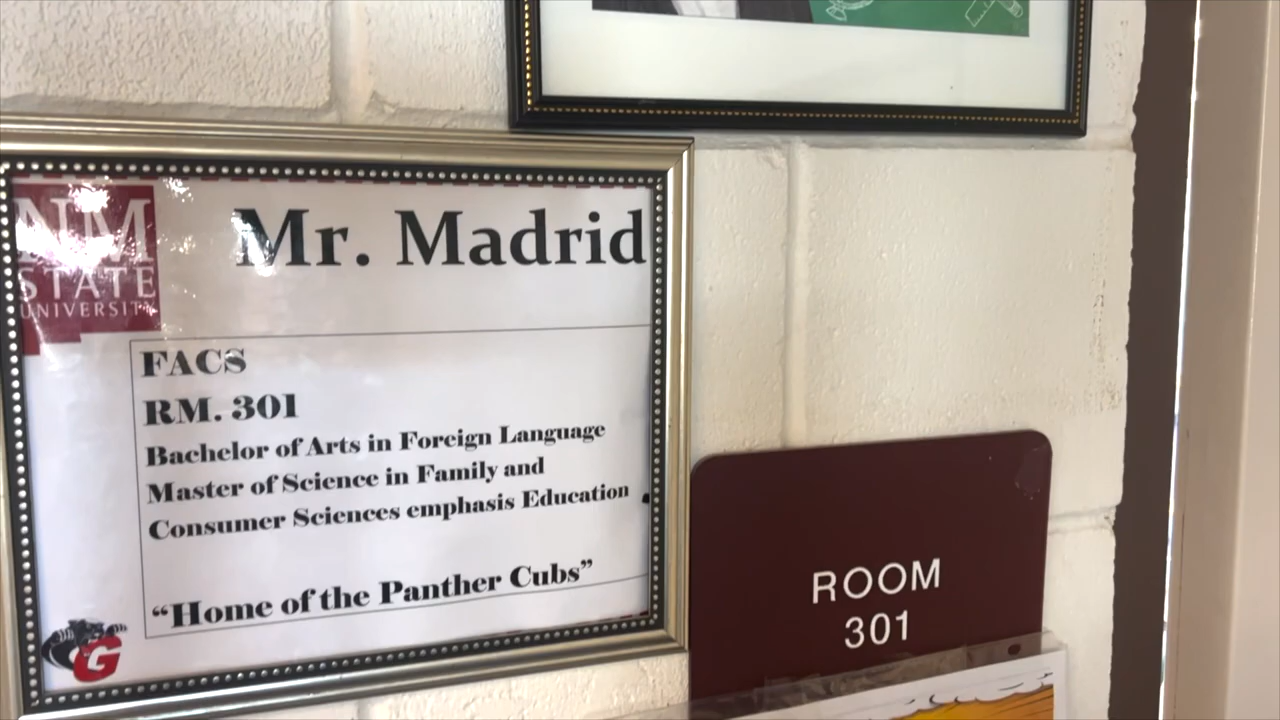 NM
STATE
UNIVERSITY
Mr. Madrid
FACS
RM. 301
Bachelor of Arts in Foreign Language
Master of Science in Family and
Consumer Sciences emphasis Education
“Home of the Panther Cubs”
G
ROOM
301